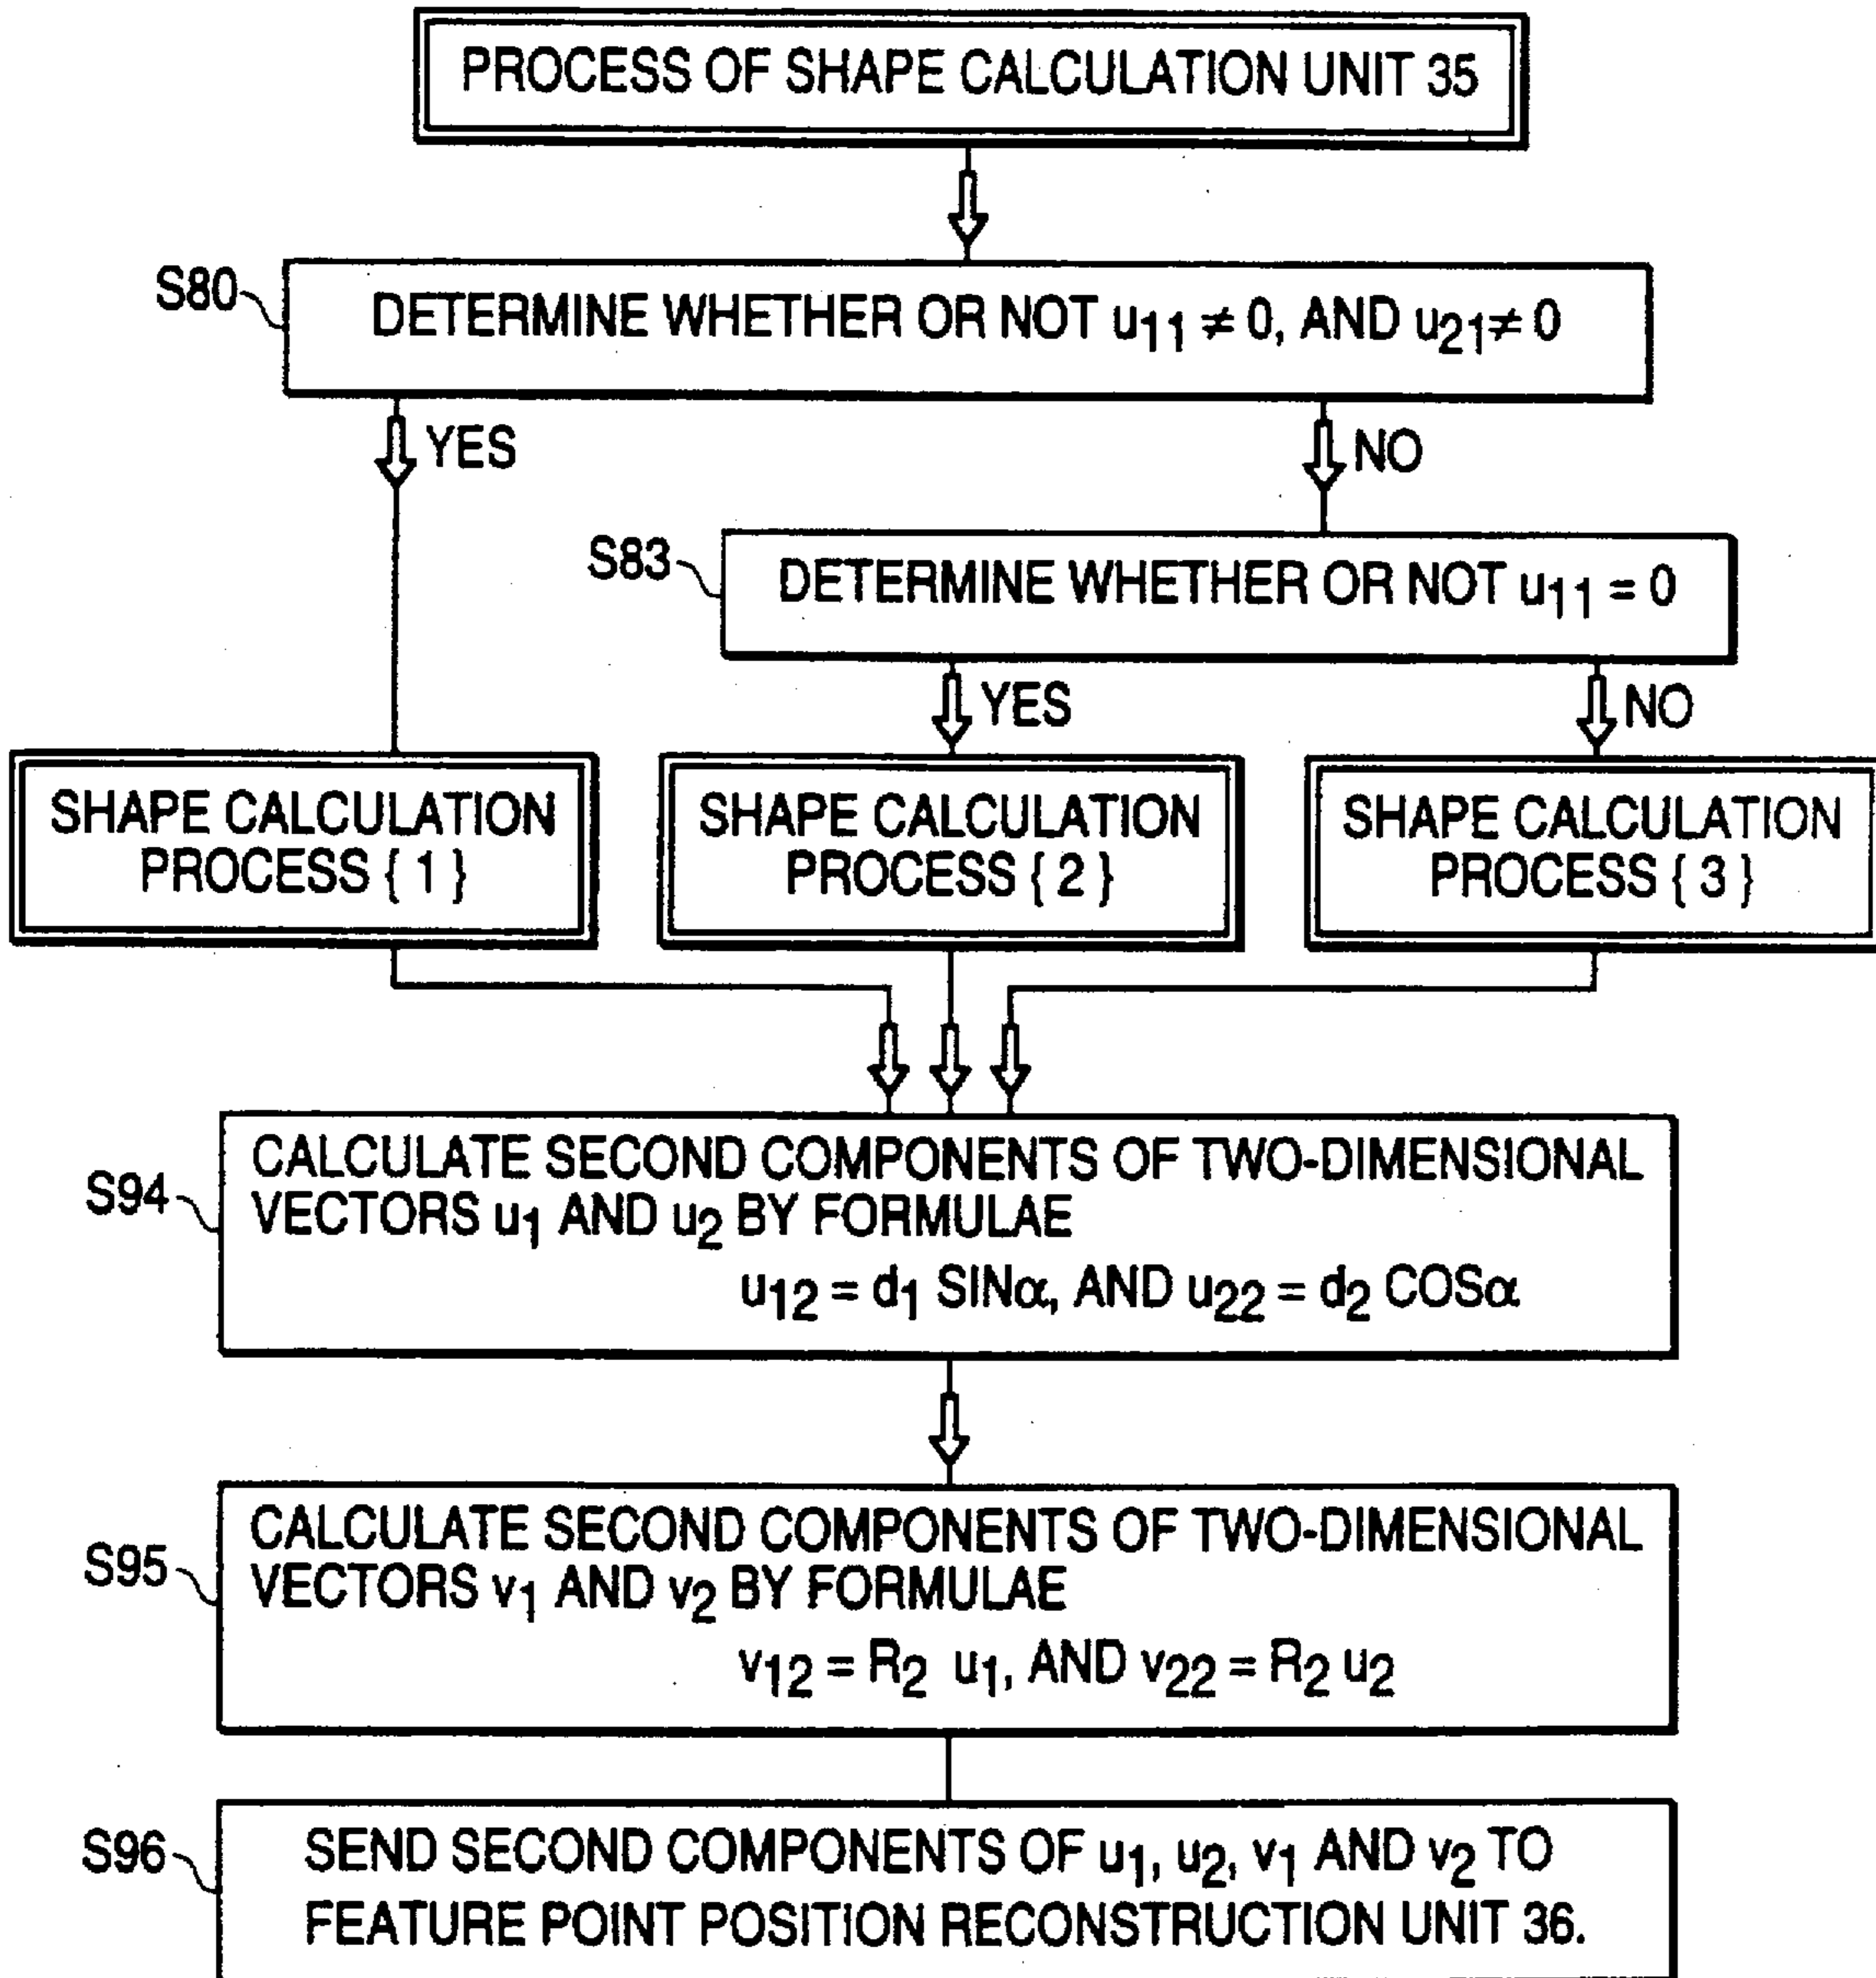 PROCESS OF SHAPE CALCULATION UNIT 35
S80
DETERMINE WHETHER OR NOT u11 ≠ 0, AND u21 ≠ 0
YES
NO
S83
DETERMINE WHETHER OR NOT u11 = 0
YES
NO
SHAPE CALCULATION
PROCESS { 1 }
SHAPE CALCULATION
PROCESS { 2 }
SHAPE CALCULATION
PROCESS { 3 }
S94
CALCULATE SECOND COMPONENTS OF TWO-DIMENSIONAL
VECTORS u1 AND u2 BY FORMULAE
u12 = d1 SINα, AND u22 = d2 COSα
S95
CALCULATE SECOND COMPONENTS OF TWO-DIMENSIONAL
VECTORS v1 AND v2 BY FORMULAE
v12 = R2 u1, AND v22 = R2 u2
S96
SEND SECOND COMPONENTS OF u1, u2, v1 AND v2 TO
FEATURE POINT POSITION RECONSTRUCTION UNIT 36.